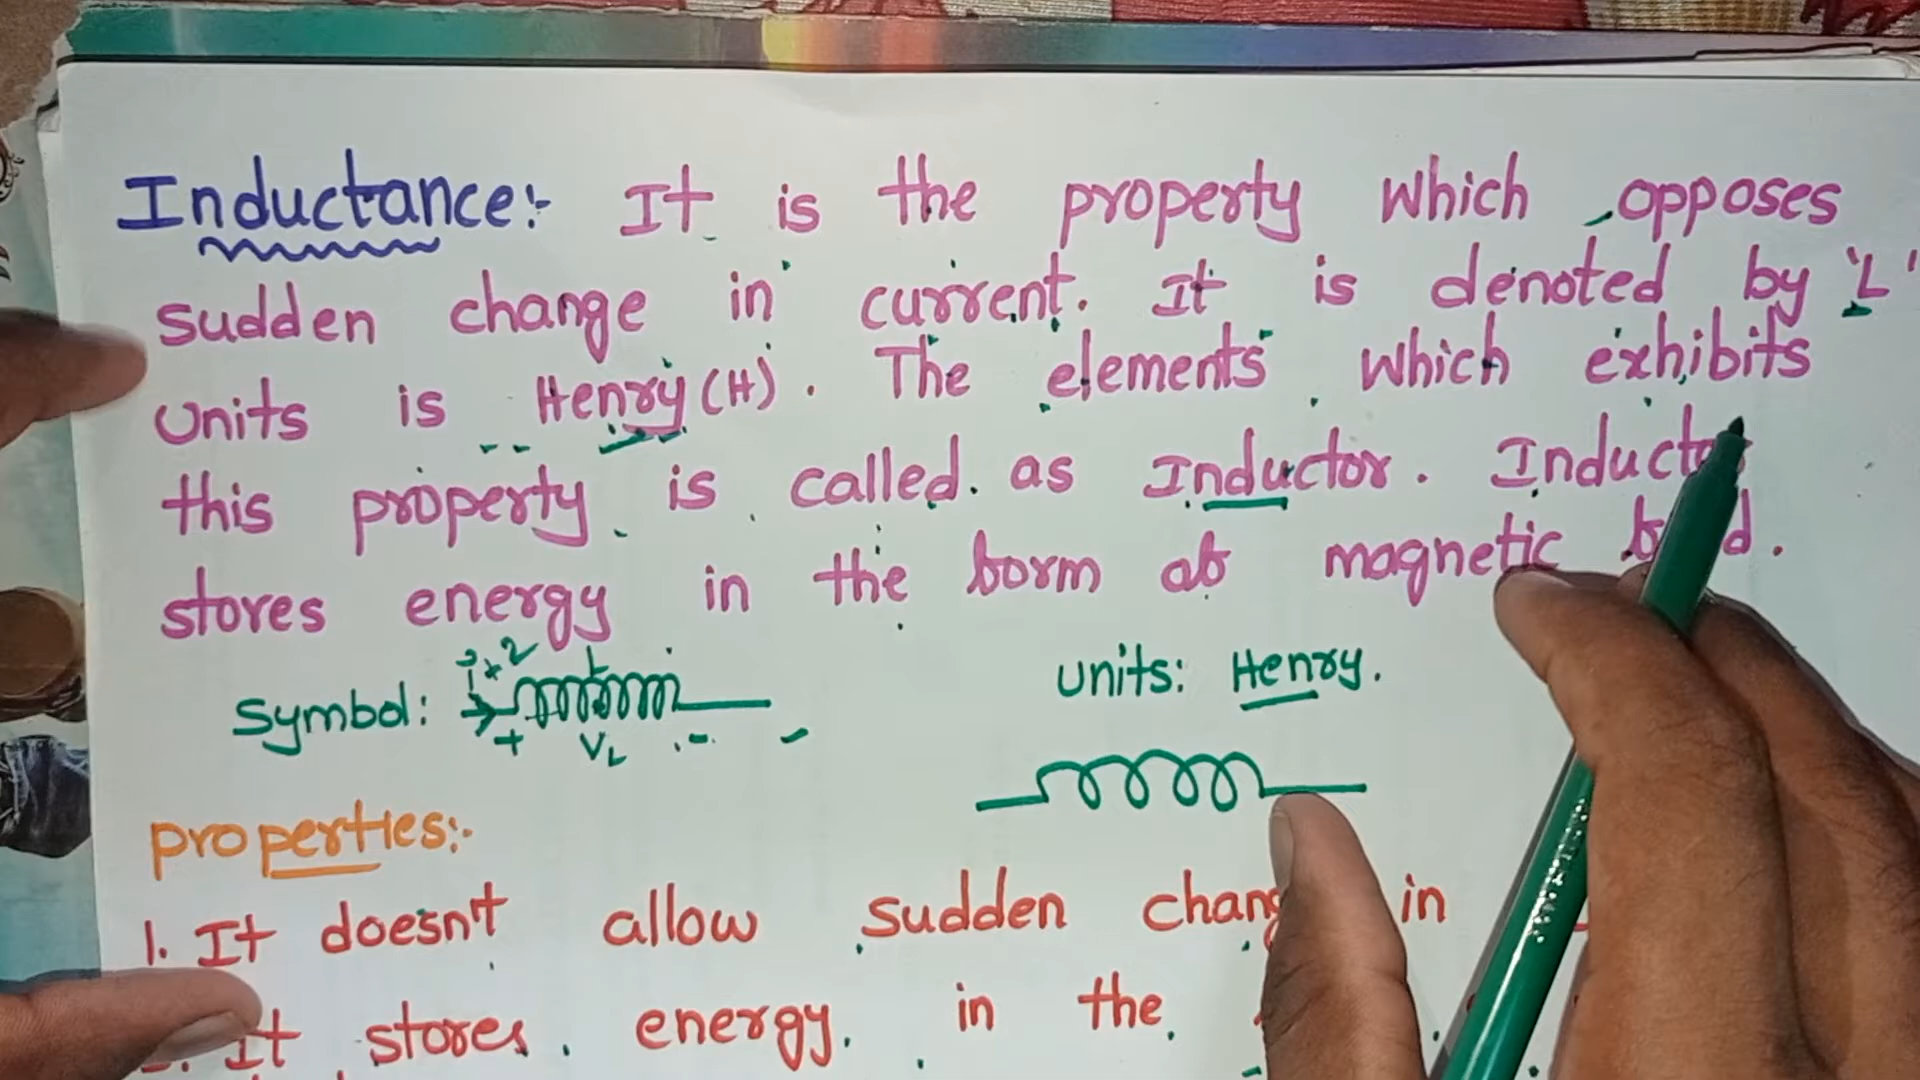 Inductance:- It is the property which opposes
sudden change in current. It is denoted by 'L'
units is Henry(H). The elements which exhibits
this property is called as Inductor. Inductor
stores energy in the form of magnetic
units: Henry.
Symbol: L
+ VL -
properties:-
1. It doesn't allow sudden change in
It stores energy in the